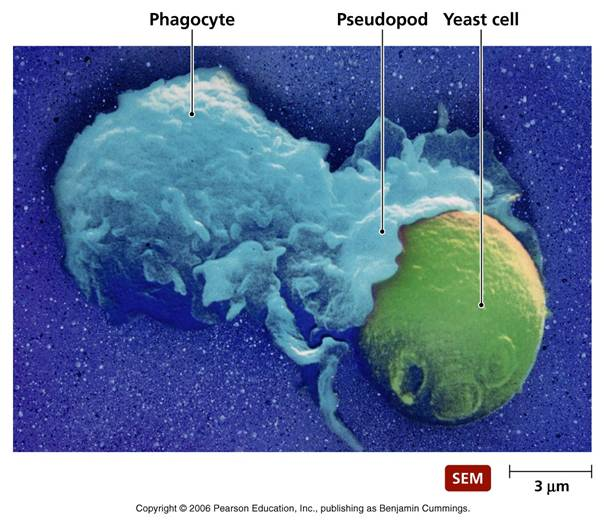 Phagocyte Pseudopod Yeast cell
SEM 3 μm
Copyright © 2006 Pearson Education, Inc., publishing as Benjamin Cummings.